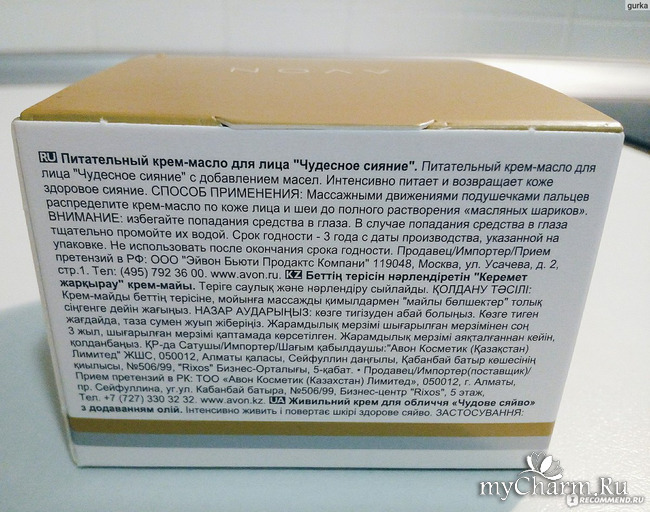 gurka
AVON
RU Питательный крем-масло для лица "Чудесное сияние". Питательный крем-масло для
лица "Чудесное сияние" с добавлением масел. Интенсивно питает и возвращает коже
здоровое сияние. СПОСОБ ПРИМЕНЕНИЯ: Массажными движениями подушечками пальцев
распределите крем-масло по коже лица и шеи до полного растворения «масляных шариков».
ВНИМАНИЕ: избегайте попадания средства в глаза. В случае попадания средства в глаза
тщательно промойте их водой. Срок годности - 3 года с даты производства, указанной на
упаковке. Не использовать после окончания срока годности. Продавец/Импортер/Прием
претензий в РФ: ООО "Эйвон Бьюти Продактс Компани" 119048, Москва, ул. Усачева, д. 2,
стр.1. Тел: (495) 792 36 00. www.avon.ru. KZ Беттің терісін нәрлендіретін "Керемет
жарқырау" крем-майы. Теріге саулық және нәрлендіру сыйлайды. ҚОЛДАНУ ТӘСІЛІ:
Крем-майды беттің терісіне, мойынға массажды қимылдармен "майлы бөлшектер" толық
сіңгенде дейін жағыңыз. НАЗАР АУДАРЫҢЫЗ: көзге тигізуден абай болыңыз. Көзге тиген
жағдайда, таза сумен жуып жіберіңіз. Жарамдылық мерзімі шығарылған мерзімінен соң
3 жыл, шығарылған мерзімі қаптамада көрсетілген. Жарамдылық мерзімі аяқталғаннан кейін,
қолданбаңыз. ҚР-да Сатушы/Импортер/Шағым қабылдаушы:"Авон Косметик (Қазақстан)
Лимитед" ЖШС, 050012, Алматы қаласы, Сейфуллин даңғылы, Қабанбай батыр көшесінің
қиылысы, №506/99, "Rixos" Бизнес-Орталығы, 5-қабат. • Продавец/Импортер(поставщик)/
Прием претензий в РК: ТОО «Авон Косметик (Казахстан) Лимитед», 050012, г. Алматы,
пр. Сейфуллина, уг.ул. Кабанбай батыра, №506/99, Бизнес-центр "Rixos", 5 этаж,
Тел. +7 (727) 330 32 32. www.avon.kz. UA Живильний крем для обличчя «Чудове сяйво»
з додаванням олій. Інтенсивно живить і повертає шкірі здорове сяйво. ЗАСТОСУВАННЯ:
myCharm.Ru
RECOMMEND.RU